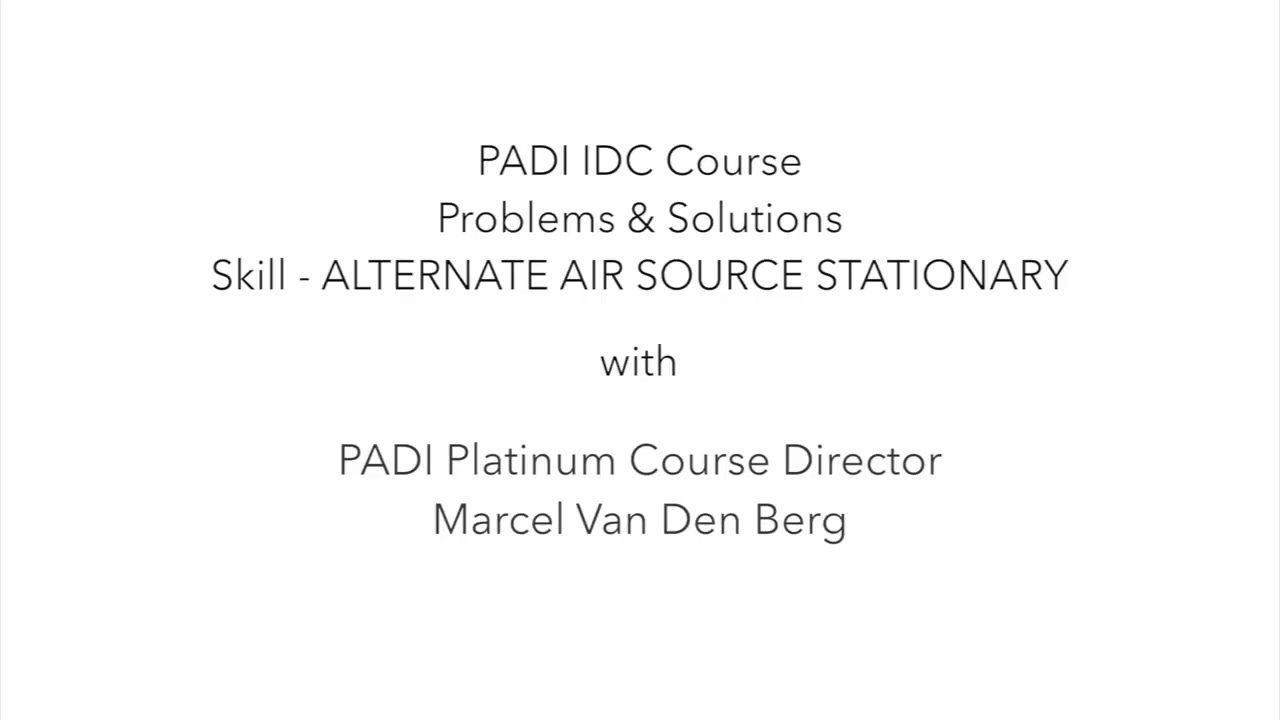 PADI IDC Course
Problems & Solutions
Skill - ALTERNATE AIR SOURCE STATIONARY
with
PADI Platinum Course Director
Marcel Van Den Berg